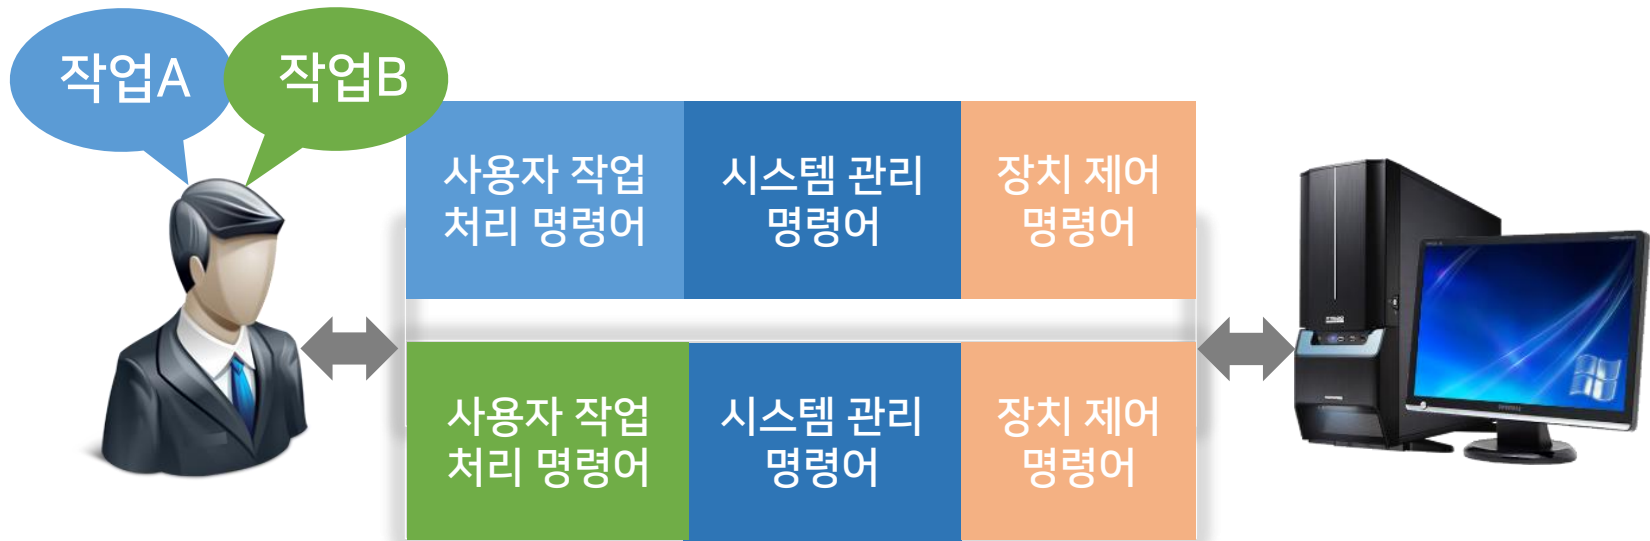 작업A
작업B
사용자 작업
처리 명령어
시스템 관리
명령어
장치 제어
명령어
사용자 작업
처리 명령어
시스템 관리
명령어
장치 제어
명령어